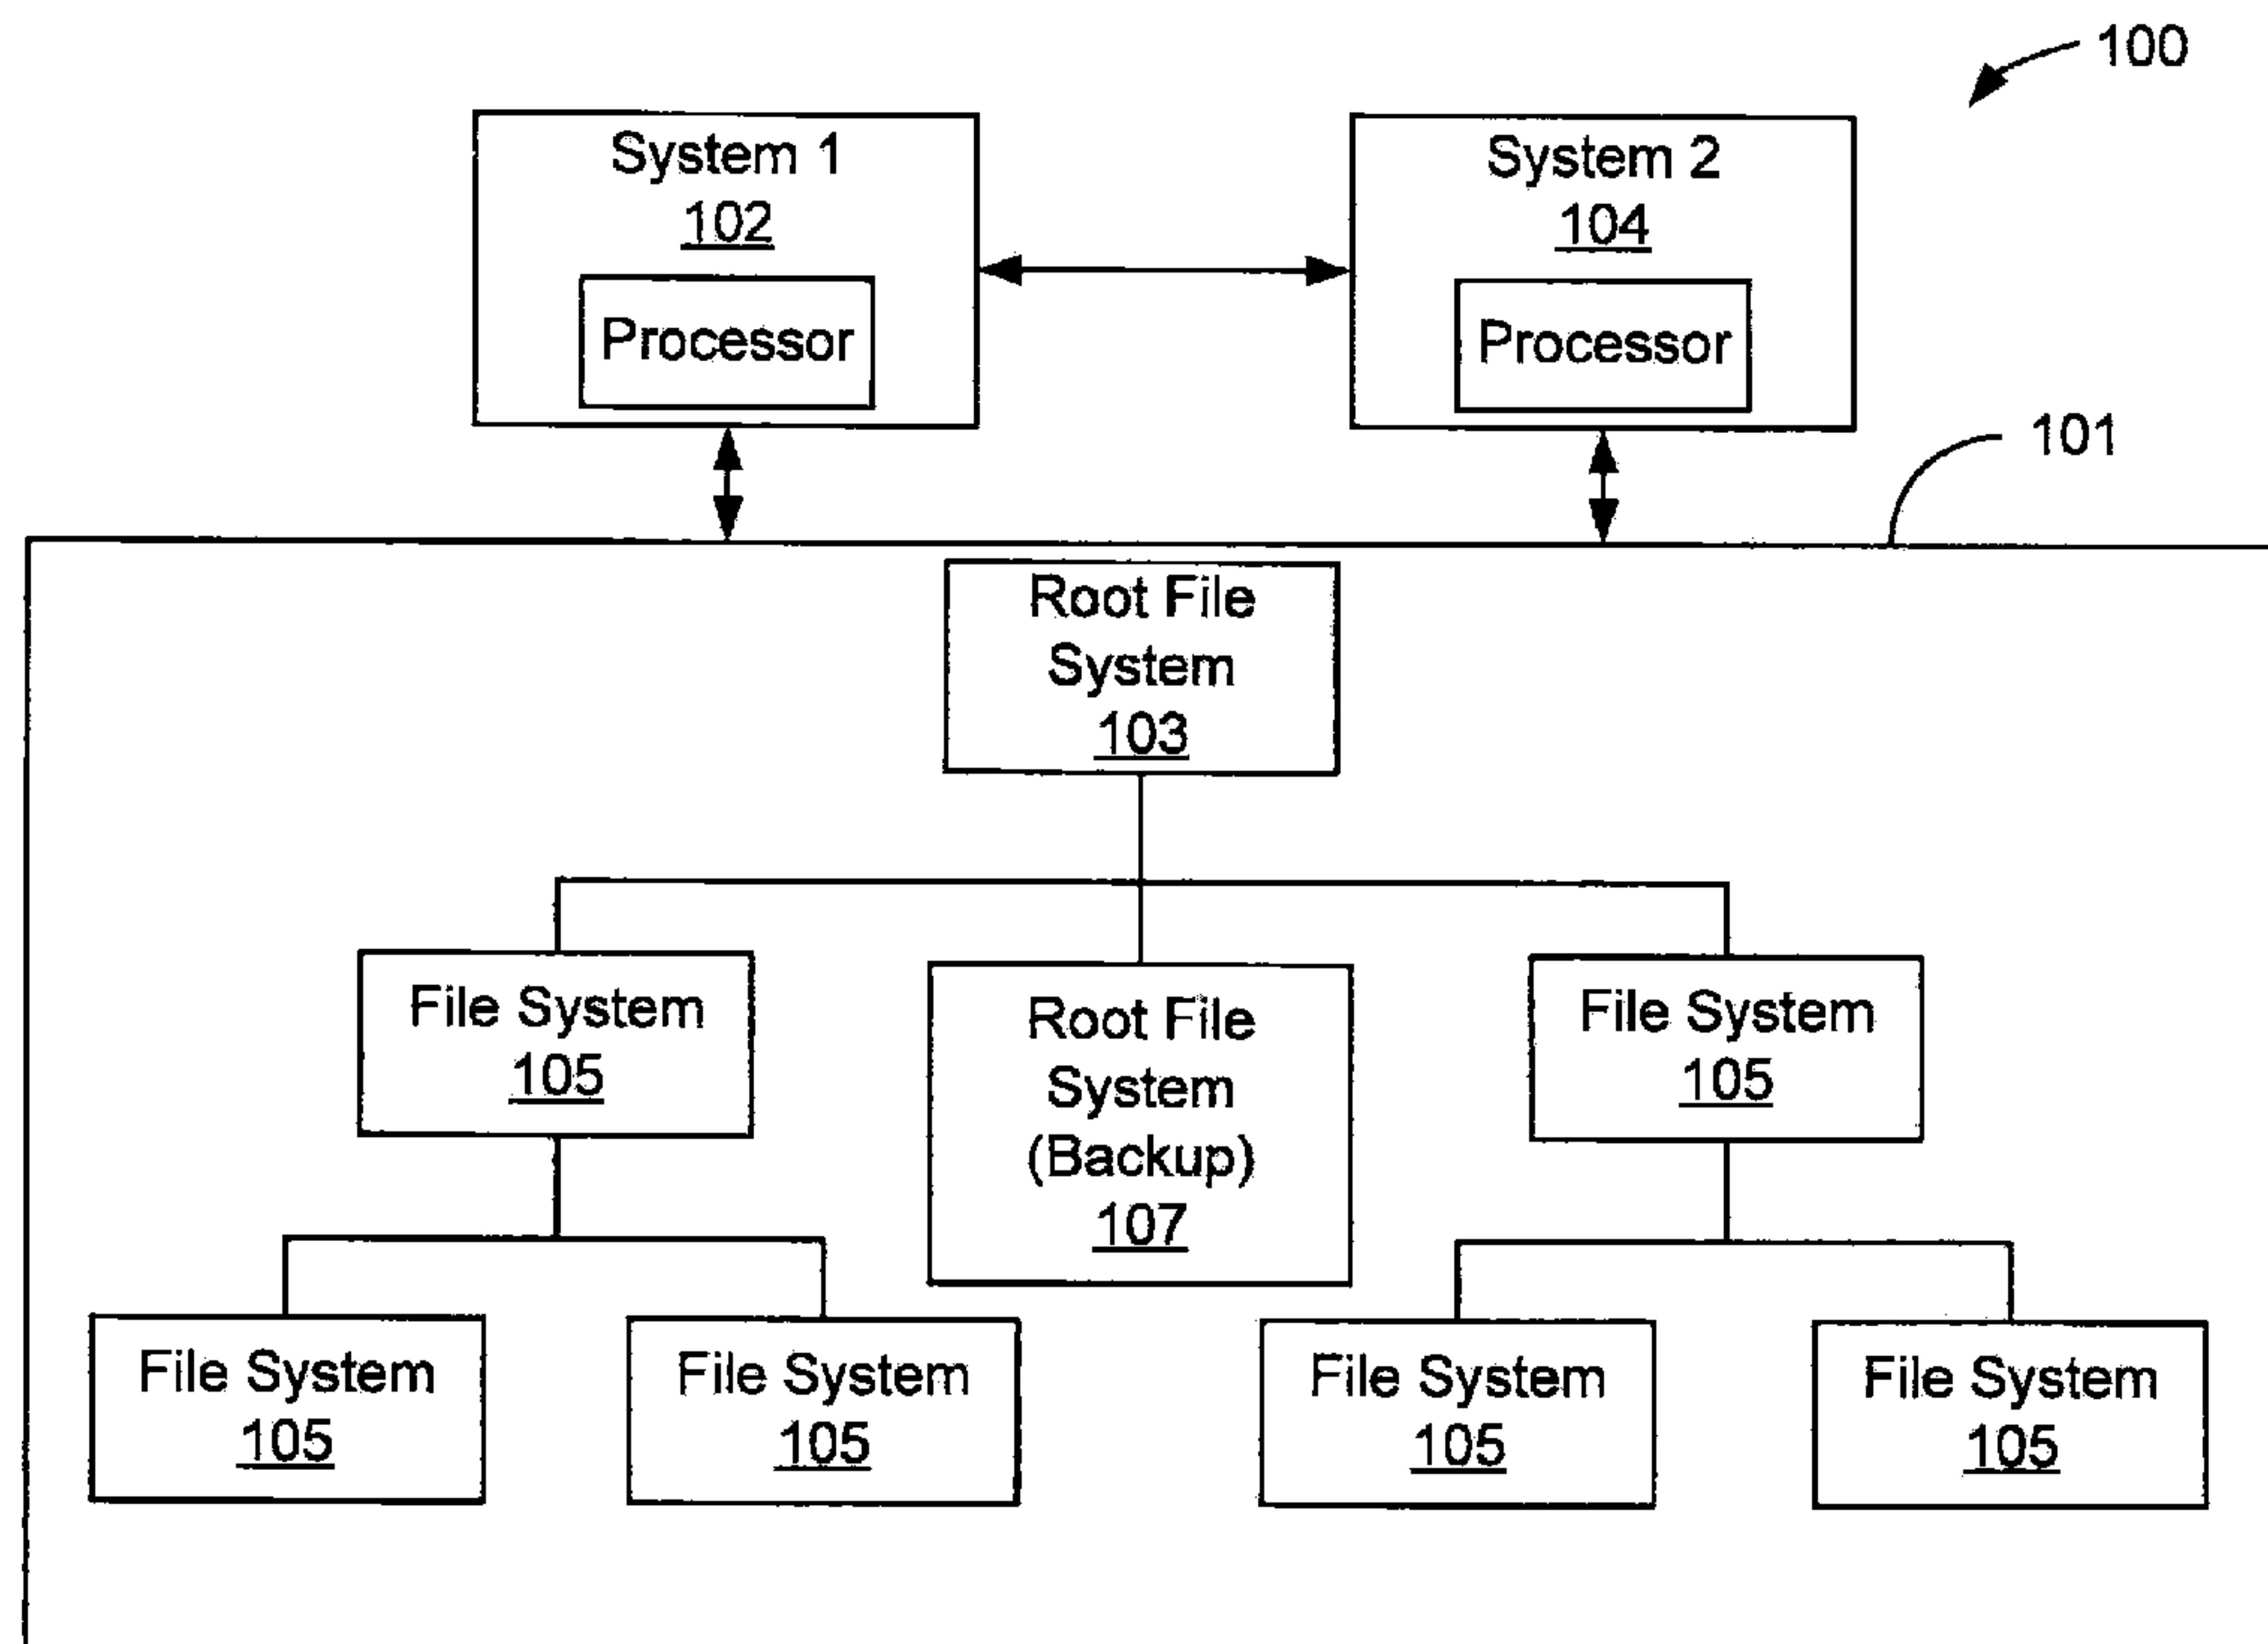 100
System 1
102
Processor
System 2
104
Processor
101
Root File
System
103
File System
105
Root File
System
(Backup)
107
File System
105
File System
105
File System
105
File System
105
File System
105